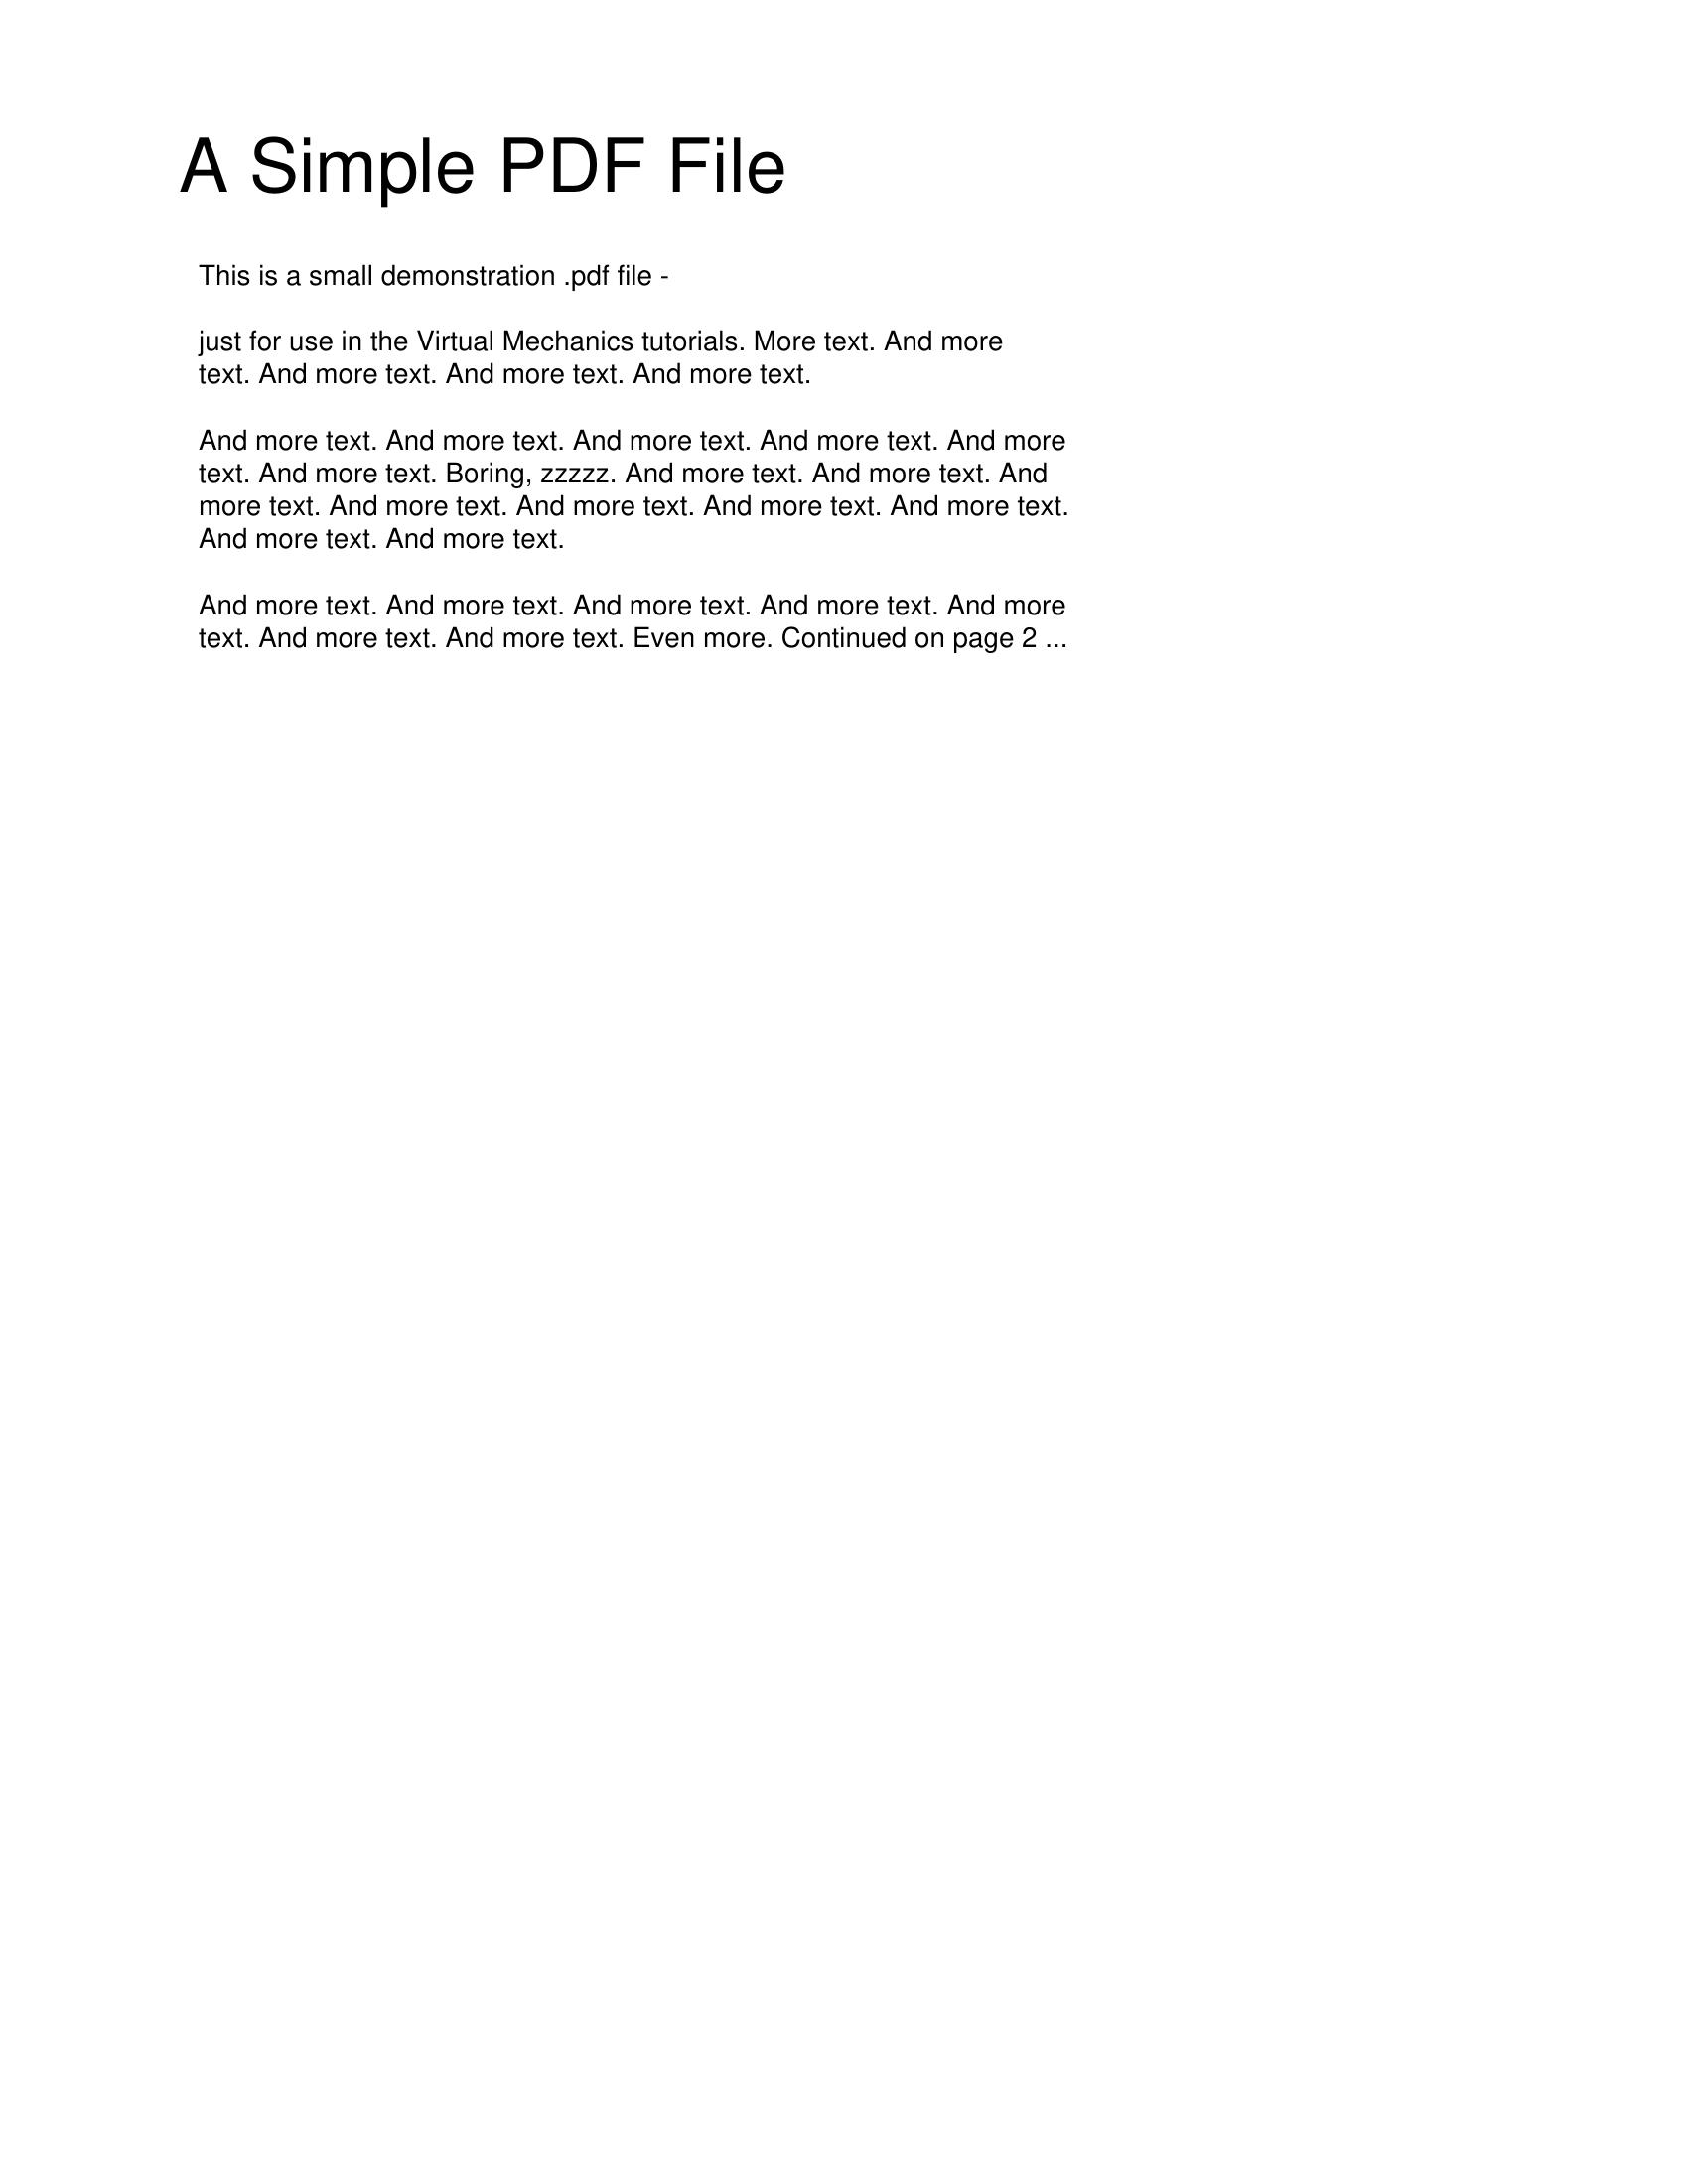 A Simple PDF File
This is a small demonstration .pdf file -
just for use in the Virtual Mechanics tutorials. More text. And more
text. And more text. And more text. And more text.
And more text. And more text. And more text. And more text. And more
text. And more text. Boring, zzzzz. And more text. And more text. And
more text. And more text. And more text. And more text. And more text.
And more text. And more text.
And more text. And more text. And more text. And more text. And more
text. And more text. And more text. Even more. Continued on page 2 ...